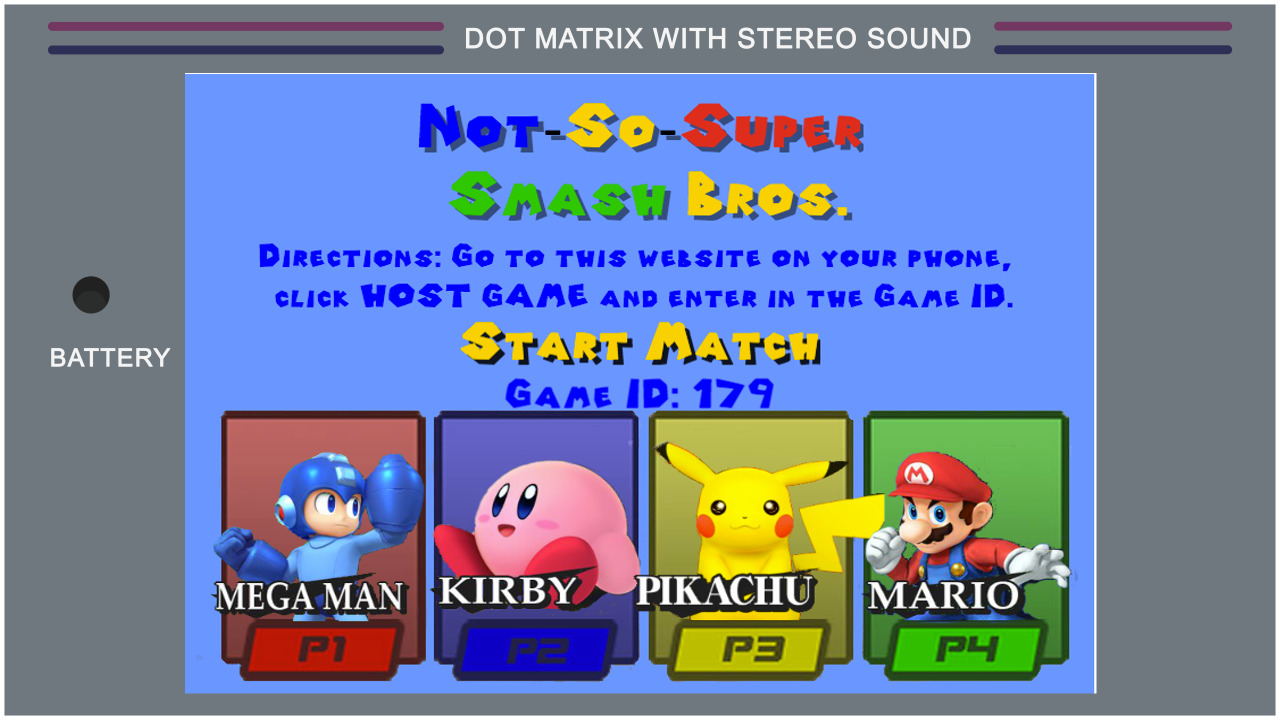 DOT MATRIX WITH STEREO SOUND
NOT-SO-SUPER
SMASH BROS.
DIRECTIONS: GO TO THIS WEBSITE ON YOUR PHONE,
CLICK HOST GAME AND ENTER IN THE GAME ID.
START MATCH
GAME ID: 179
BATTERY
M
MEGA MAN KIRBY PIKACHU MARIO
P1 P2 P3 P4